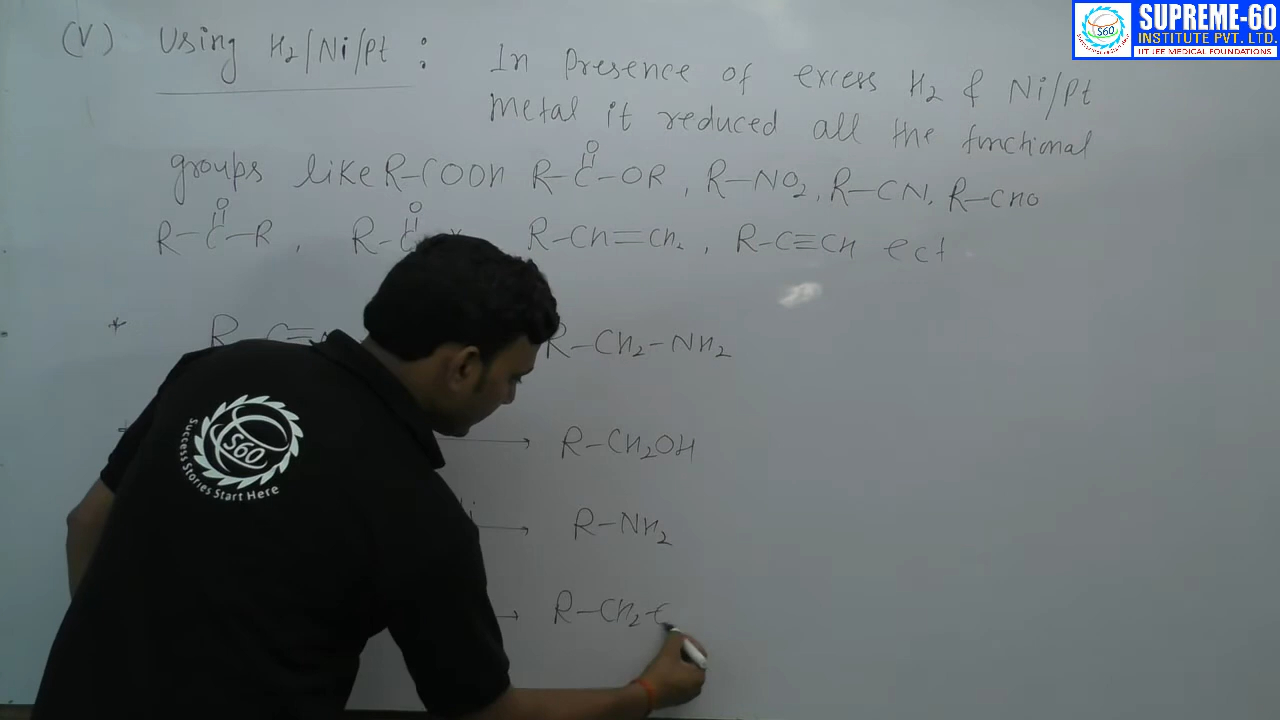 SUPREME-60
INSTITUTE PVT. LTD.
IIT JEE MEDICAL FOUNDATIONS
S60
(V) Using H2/Ni/Pt : In presence of excess H2 & Ni/Pt
metal it reduced all the functional
groups like R-COOH R-C(=O)-OR, R-NO2, R-CN, R-CHO
R-C(=O)-R, R-C(=O) R-CH=CH2, R-C≡CH ect
* R-C R-CH2-NH2
→ R-CH2OH
→ R-NH2
→ R-CH2-C
S60
Success Stories Start Here